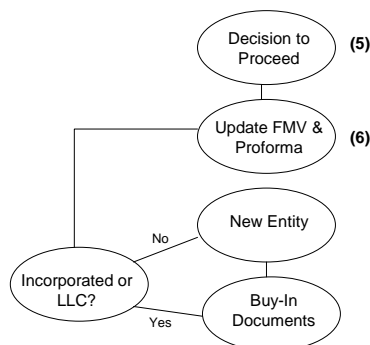 Decision to
Proceed
(5)
Update FMV &
Proforma
(6)
No
New Entity
Incorporated or
LLC?
Yes
Buy-In
Documents